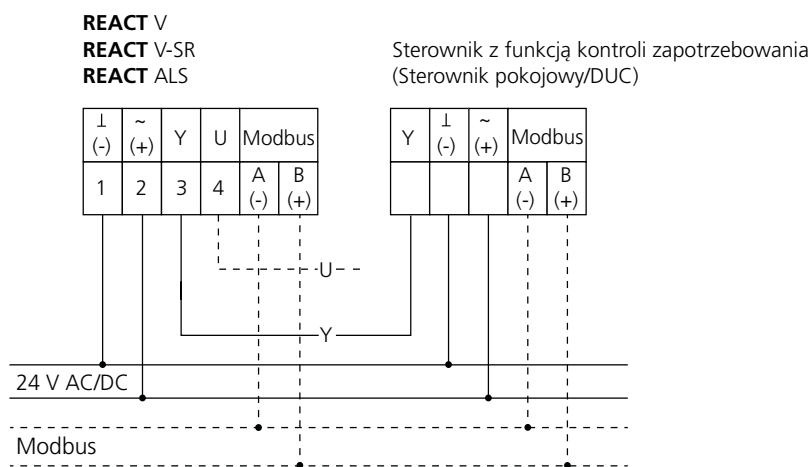 REACT V
REACT V-SR
REACT ALS
Sterownik z funkcją kontroli zapotrzebowania
(Sterownik pokojowy/DUC)
⊥ ~ Y U Modbus
(-) (+)
1 2 3 4 A B
(-) (+)
Y ⊥ ~ Modbus
(-) (+)
A B
(-) (+)
U
Y
24 V AC/DC
Modbus